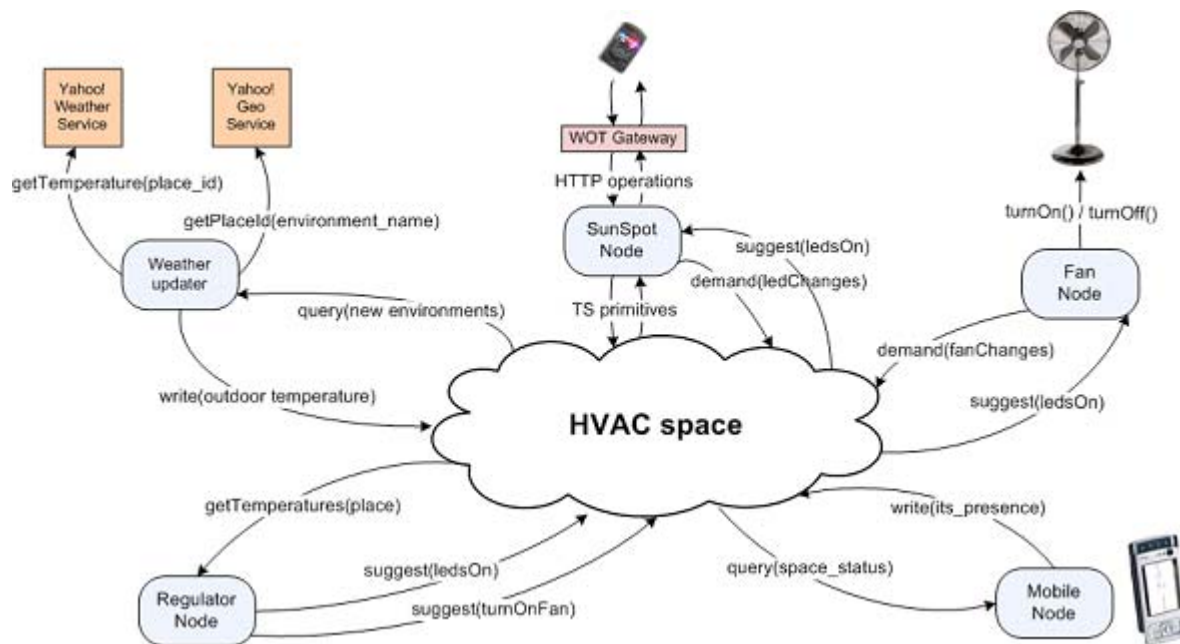 Yahoo!
Weather
Service
Yahoo!
Geo
Service
WOT Gateway
getTemperature(place_id)
HTTP operations
getPlaceId(environment_name)
turnOn() / turnOff()
SunSpot
Node
suggest(ledsOn)
Weather
updater
Fan
Node
demand(ledChanges)
query(new environments)
TS primitives
demand(fanChanges)
write(outdoor temperature)
suggest(ledsOn)
HVAC space
getTemperatures(place)
write(its_presence)
suggest(ledsOn)
query(space_status)
Regulator
Node
suggest(turnOnFan)
Mobile
Node